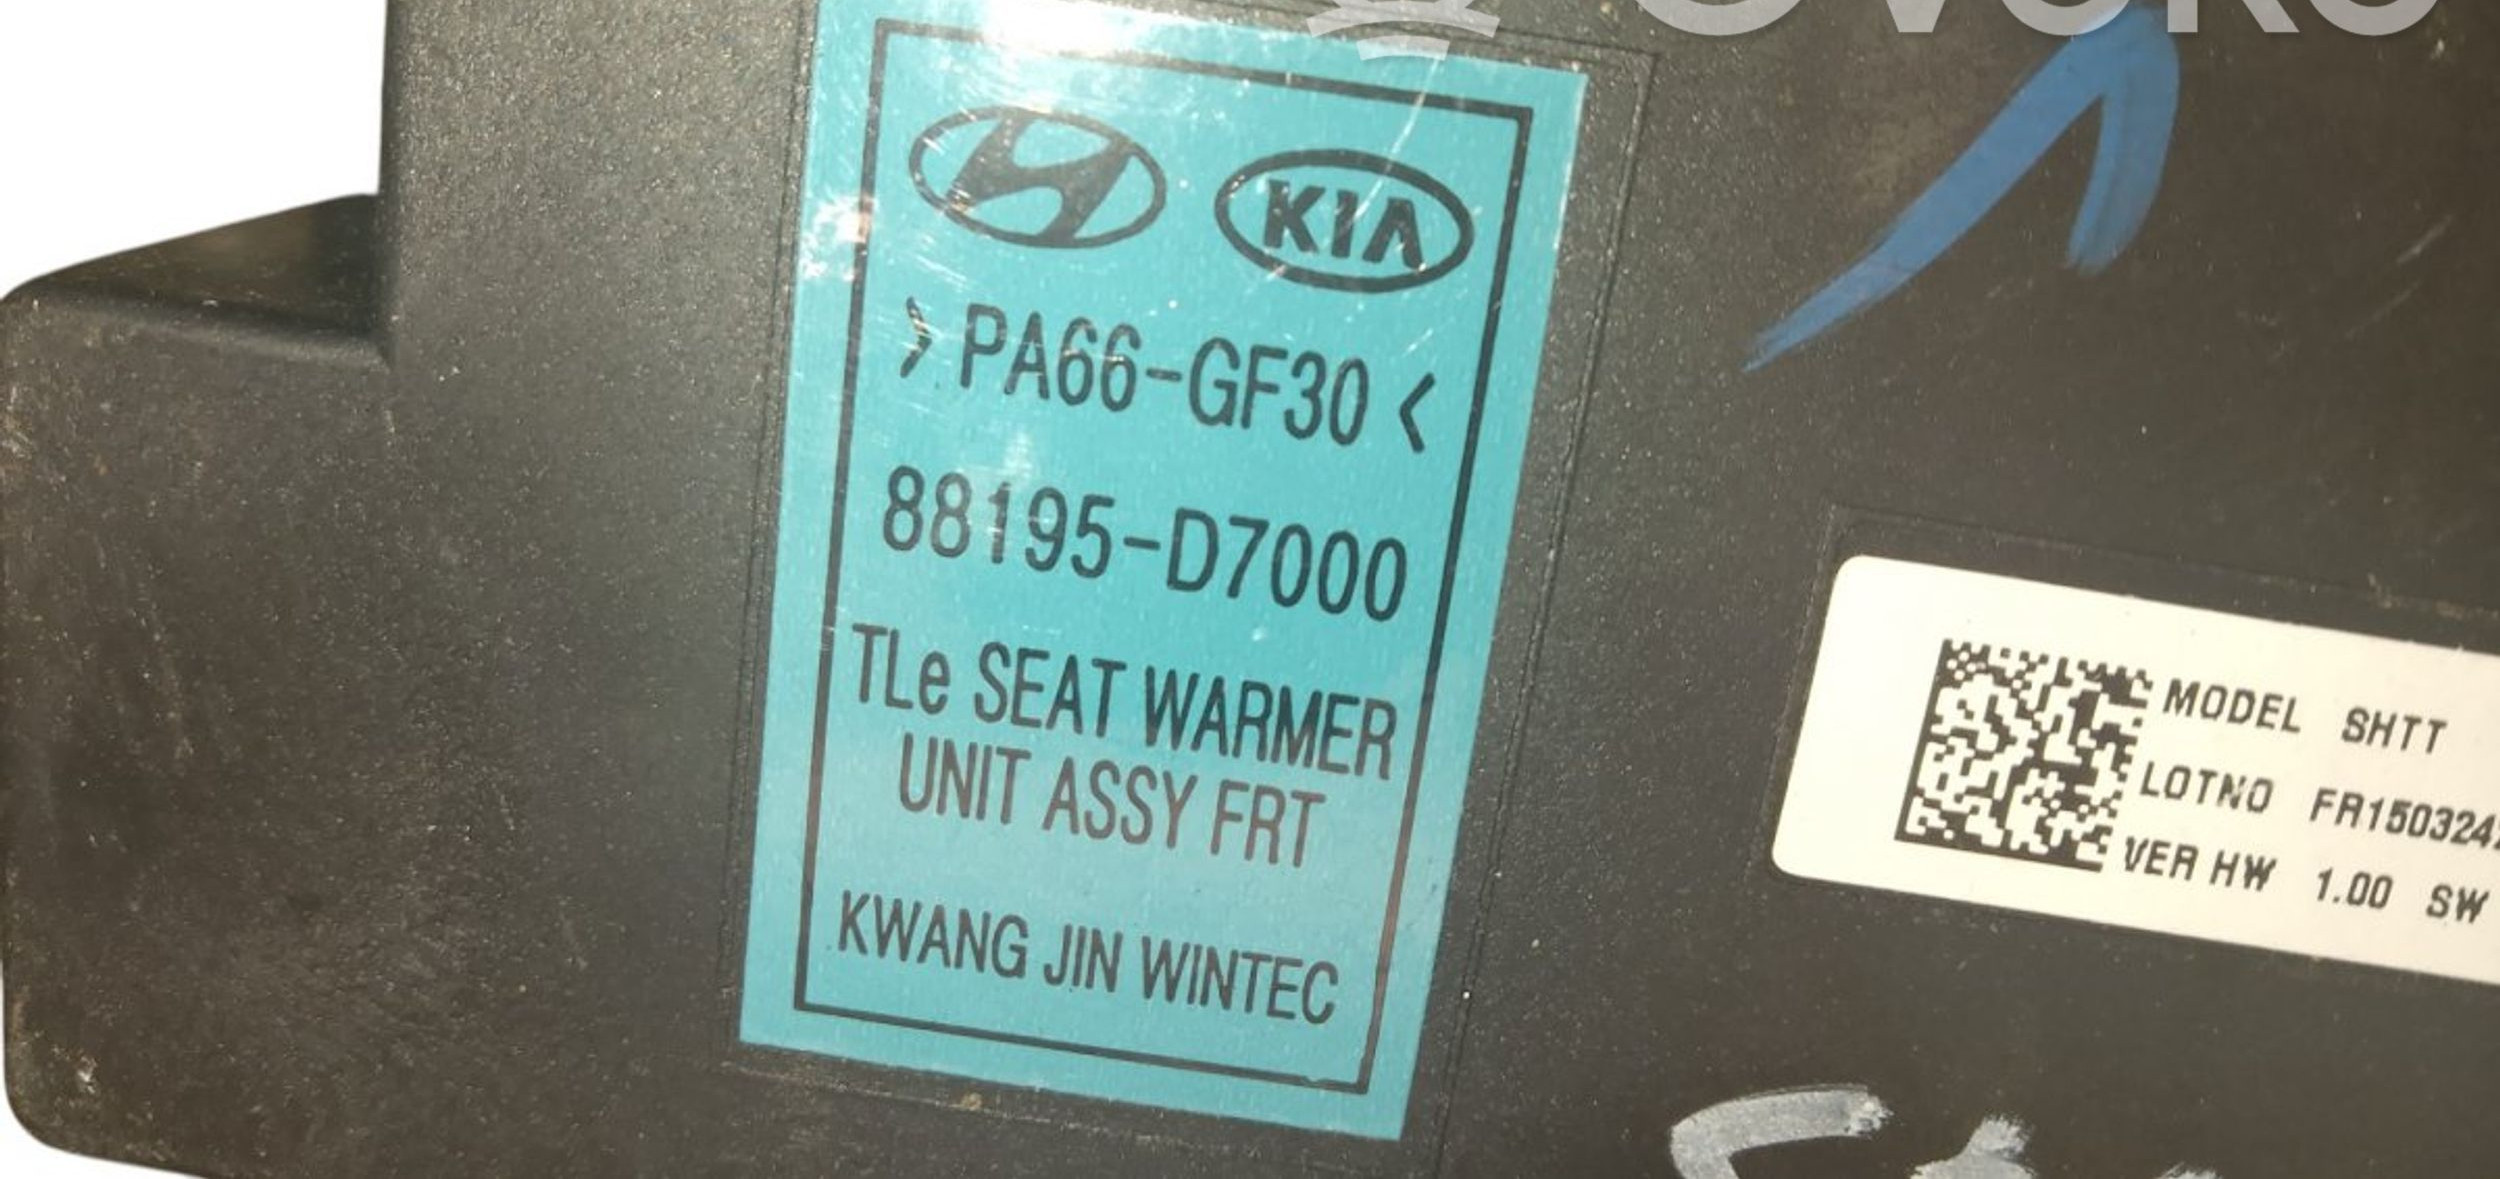 KIA
>PA66-GF30<
88195-D7000
TLe SEAT WARMER
UNIT ASSY FRT
KWANG JIN WINTEC
MODEL SHTT
LOTNO FR150324
VER HW 1.00 SW